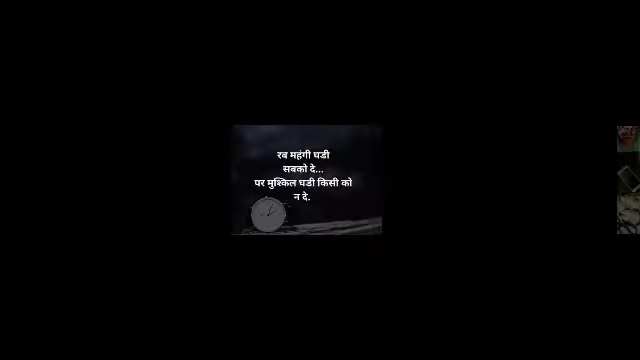 रब महंगी घडी
सबको दे...
पर मुश्किल घडी किसी को
न दे.